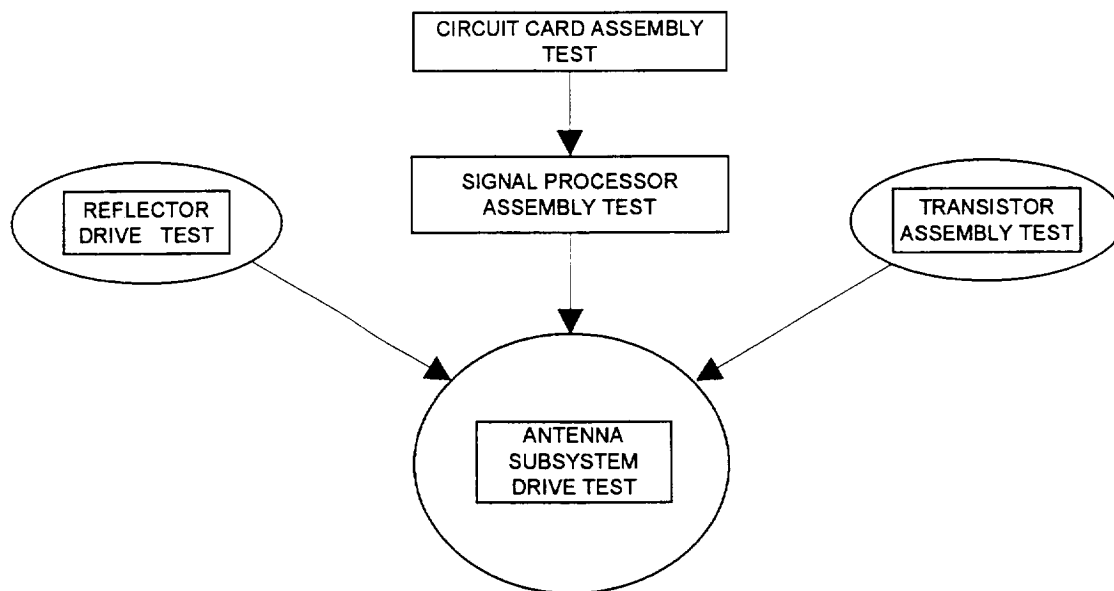 CIRCUIT CARD ASSEMBLY
TEST
SIGNAL PROCESSOR
ASSEMBLY TEST
REFLECTOR
DRIVE TEST
TRANSISTOR
ASSEMBLY TEST
ANTENNA
SUBSYSTEM
DRIVE TEST